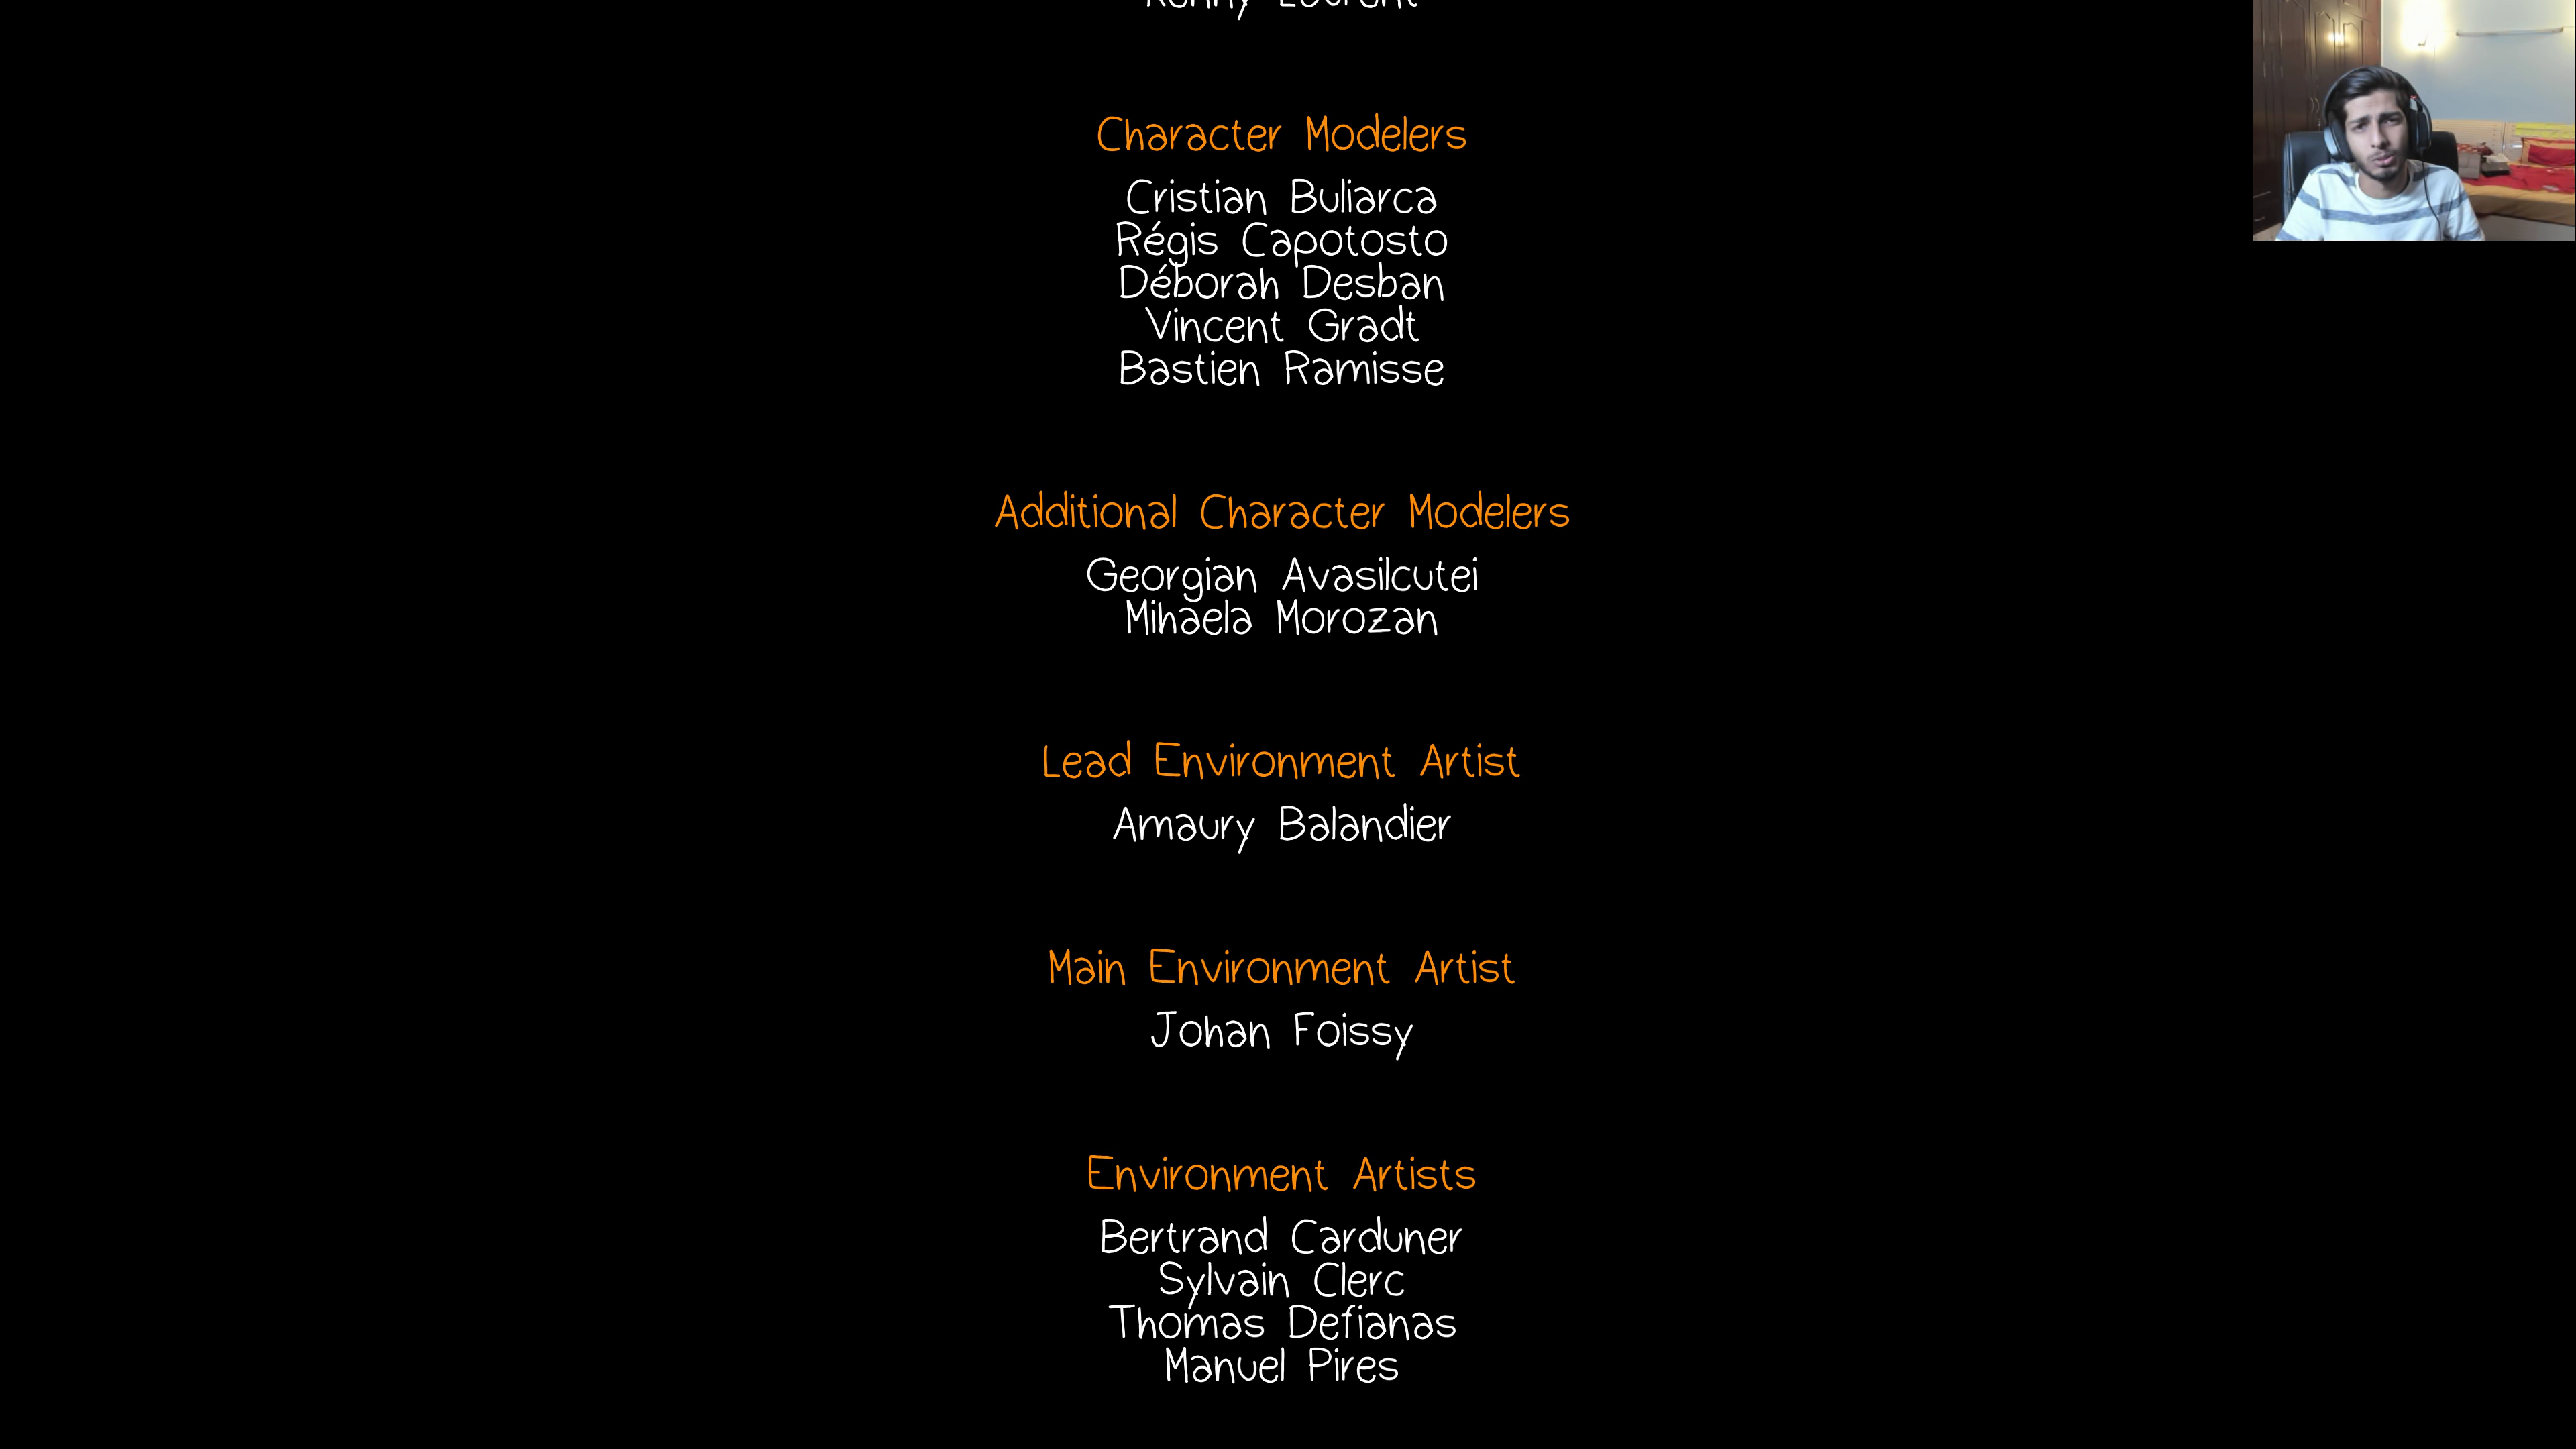 Character Modelers
Cristian Buliarca
Régis Capotosto
Déborah Desban
Vincent Gradt
Bastien Ramisse
Additional Character Modelers
Georgian Avasilcutei
Mihaela Morozan
Lead Environment Artist
Amaury Balandier
Main Environment Artist
Johan Foissy
Environment Artists
Bertrand Carduner
Sylvain Clerc
Thomas Defianas
Manuel Pires